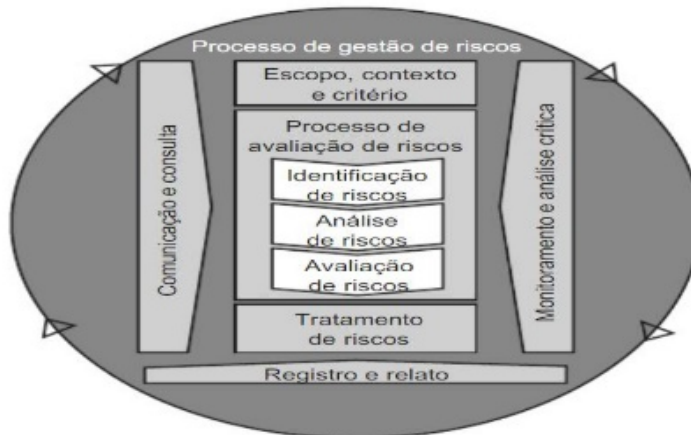 Processo de gestão de riscos
Escopo, contexto
e critério
Comunicação e consulta
Processo de
avaliação de riscos
Identificação
de riscos
Análise
de riscos
Avaliação
de riscos
Monitoramento e análise crítica
Tratamento
de riscos
Registro e relato